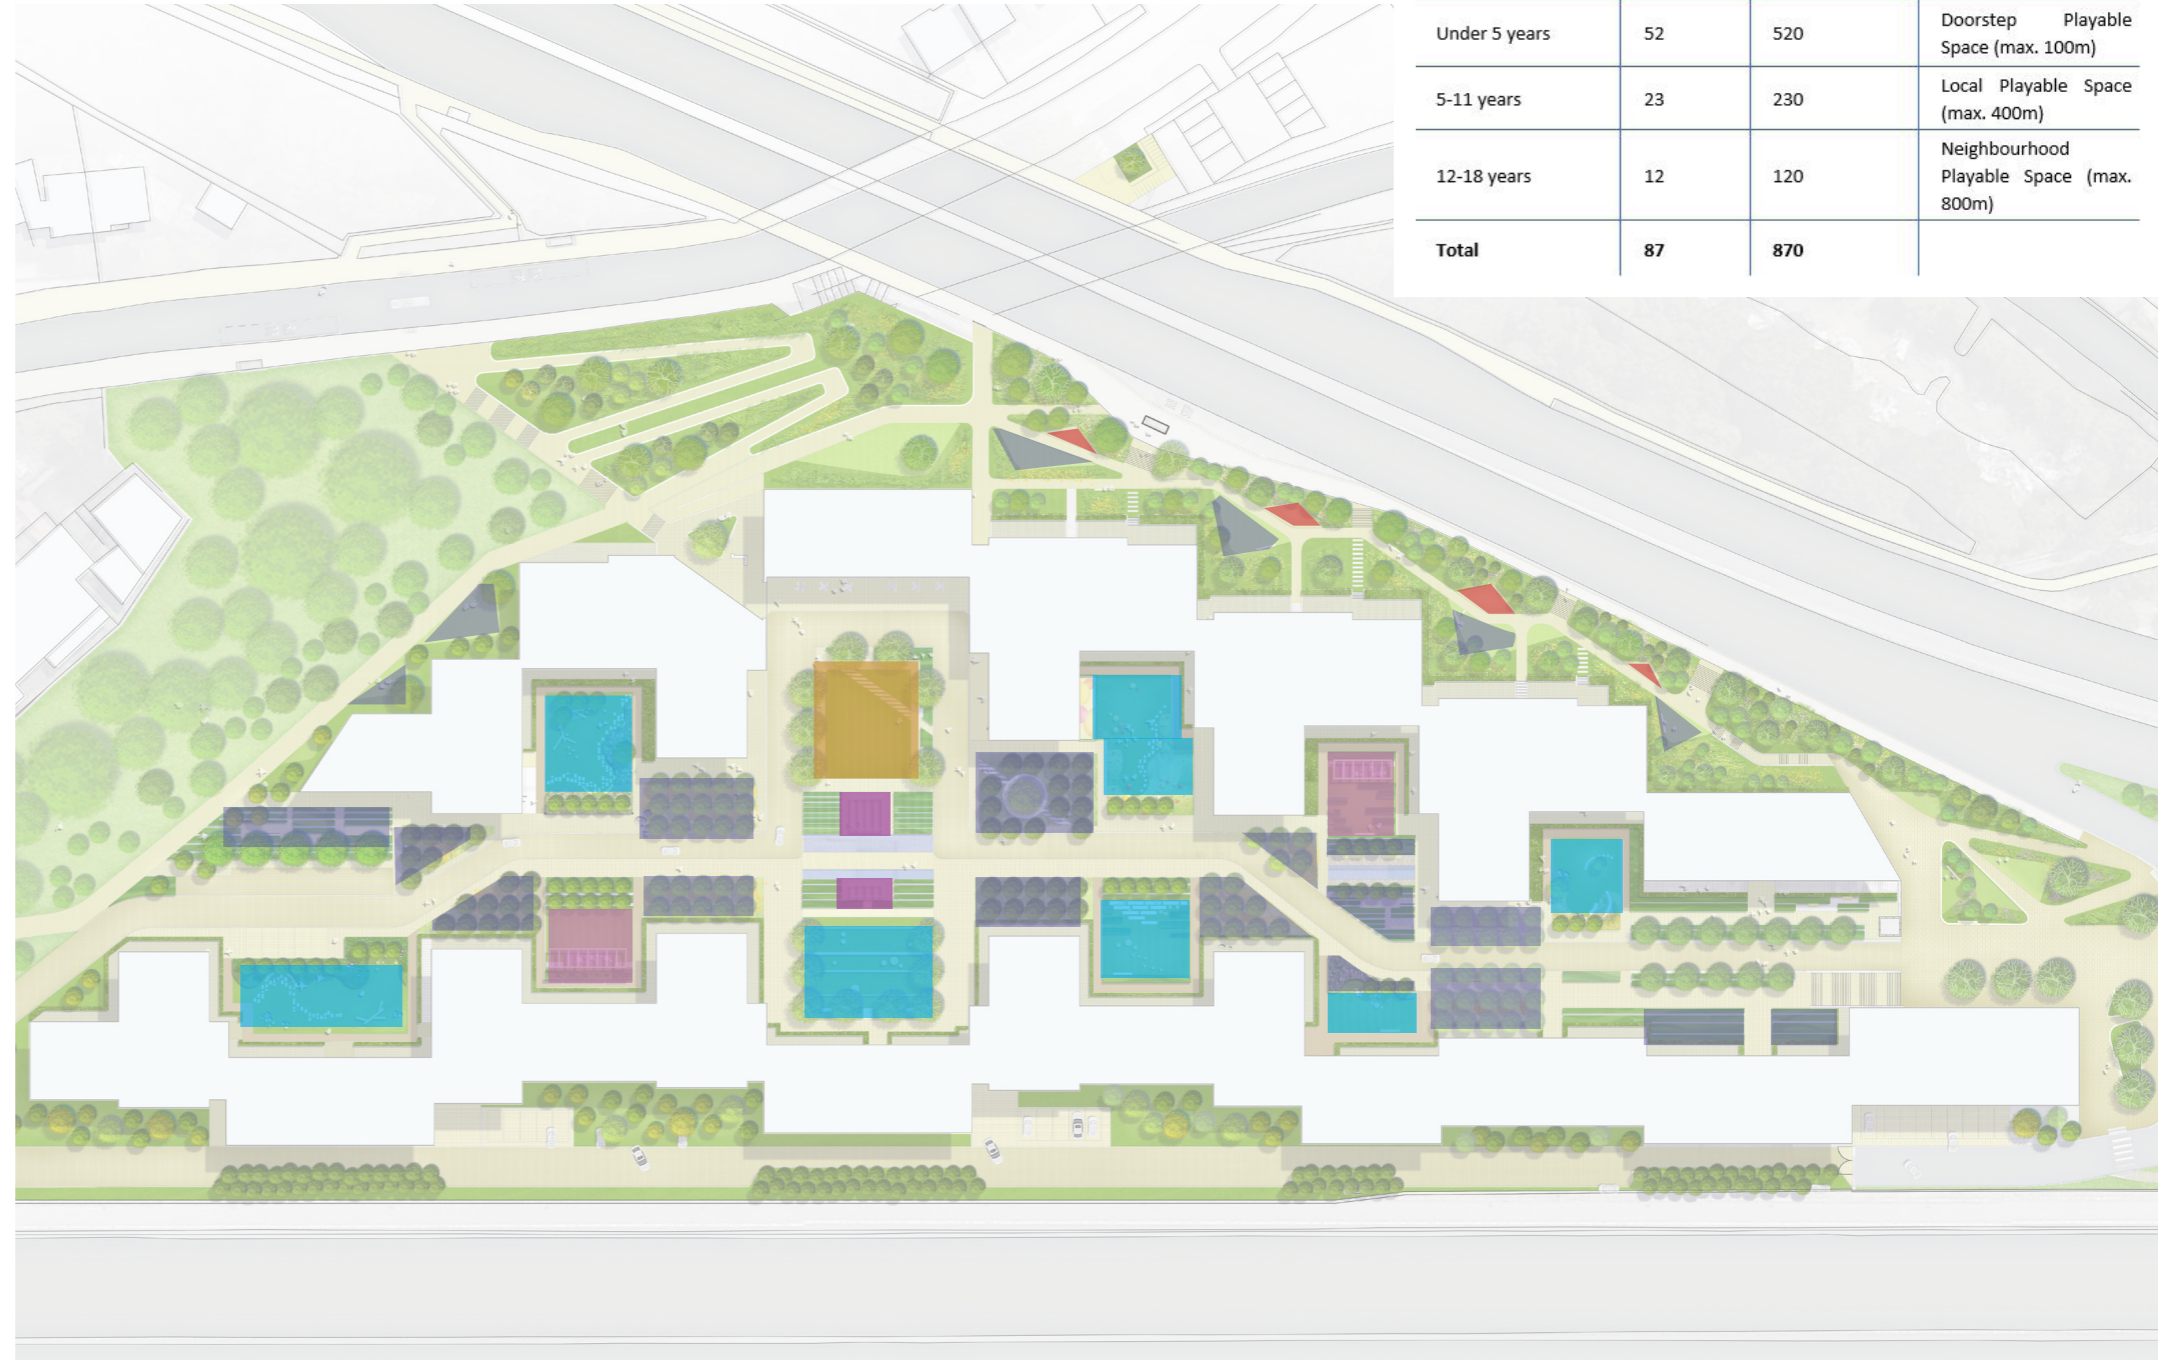 Doorstep Playable
Under 5 years 52 520 Space (max. 100m)
Local Playable Space
5-11 years 23 230 (max. 400m)
Neighbourhood
12-18 years 12 120 Playable Space (max.
800m)
Total 87 870